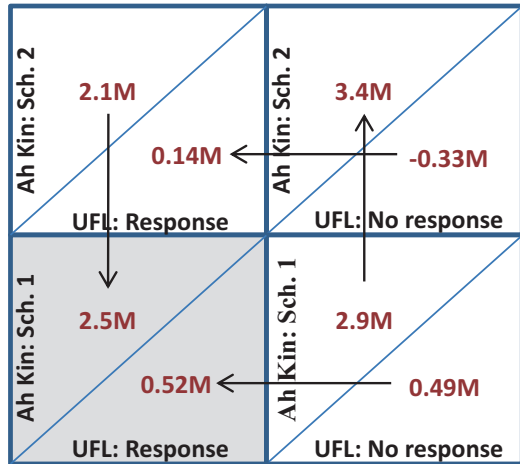 Ah Kin: Sch. 2
2.1M
0.14M
UFL: Response
Ah Kin: Sch. 2
3.4M
-0.33M
UFL: No response
Ah Kin: Sch. 1
2.5M
0.52M
UFL: Response
Ah Kin: Sch. 1
2.9M
0.49M
UFL: No response